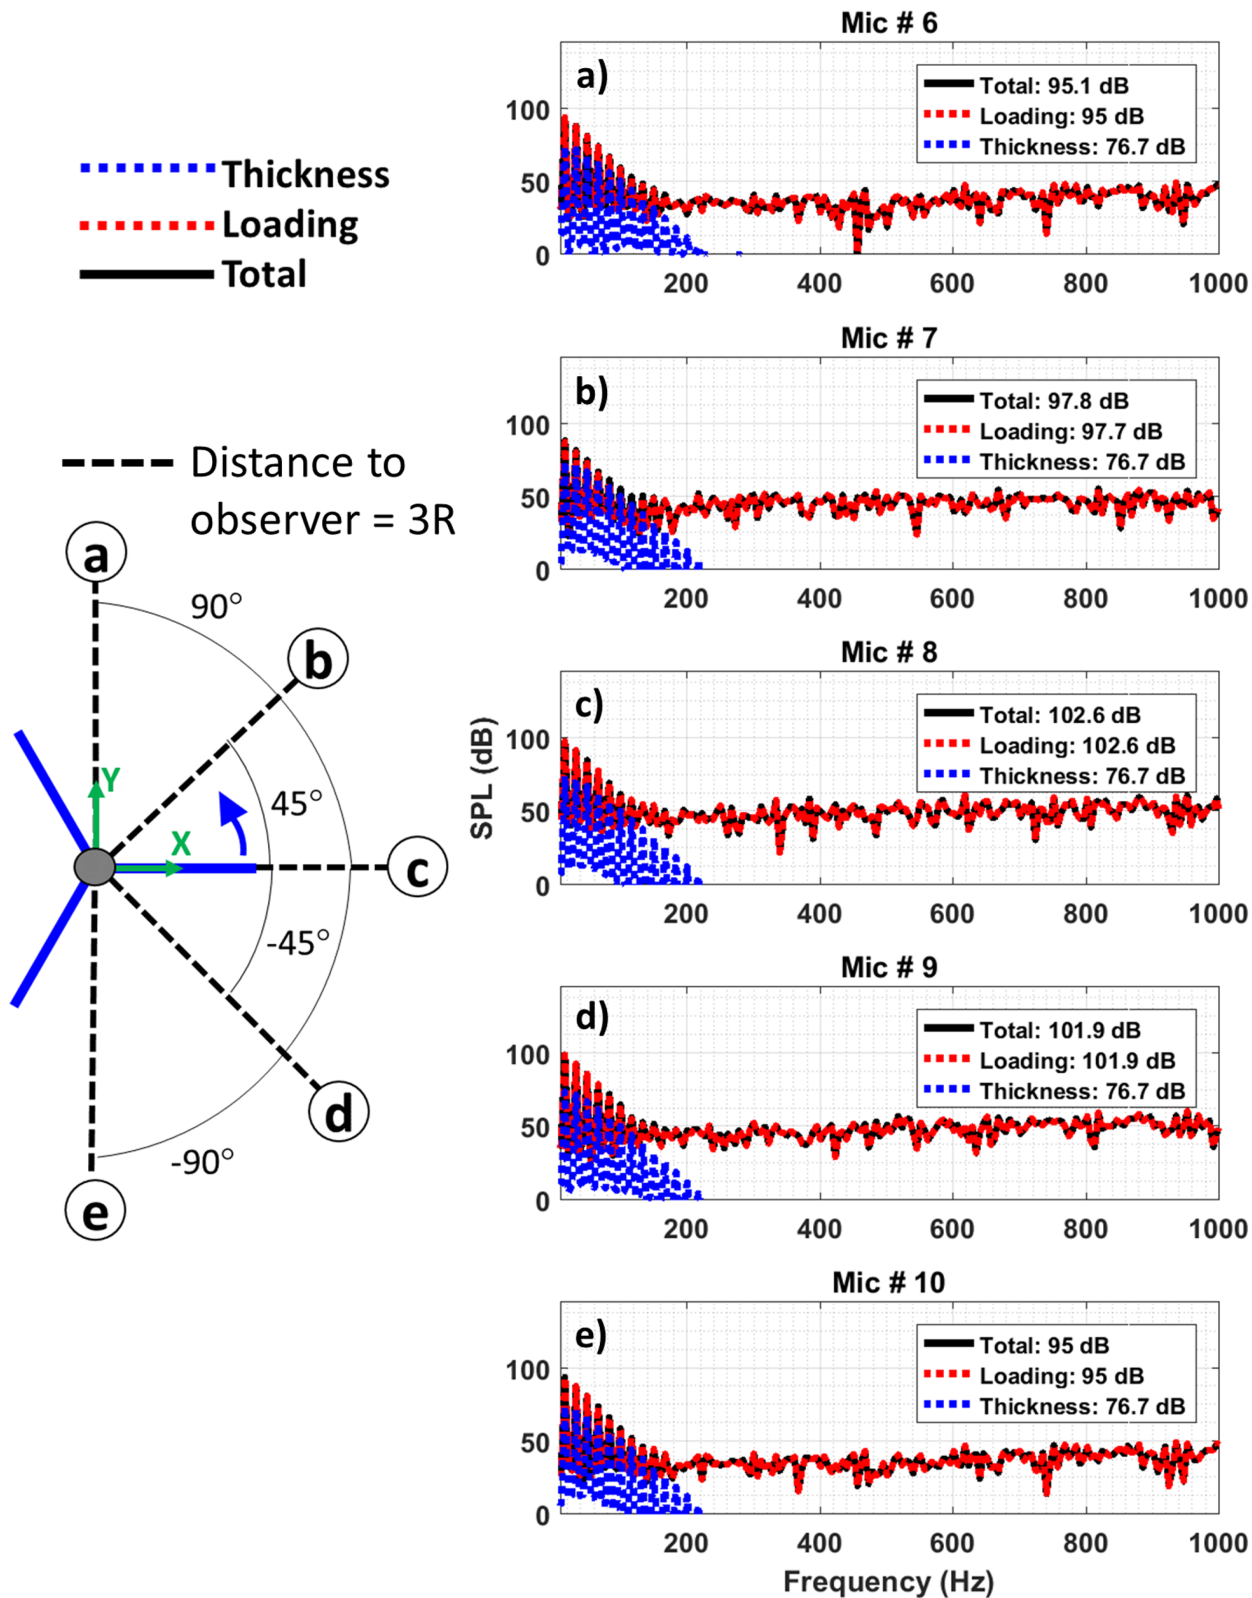 Thickness
Loading
Total
Distance to
observer = 3R
a
90°
b
45°
Y
X
c
-45°
d
-90°
e
Mic # 6
a)
Total: 95.1 dB
Loading: 95 dB
Thickness: 76.7 dB
100
50
0
200 400 600 800 1000
Mic # 7
b)
Total: 97.8 dB
Loading: 97.7 dB
Thickness: 76.7 dB
100
50
0
200 400 600 800 1000
Mic # 8
c)
Total: 102.6 dB
Loading: 102.6 dB
Thickness: 76.7 dB
SPL (dB)
100
50
0
200 400 600 800 1000
Mic # 9
d)
Total: 101.9 dB
Loading: 101.9 dB
Thickness: 76.7 dB
100
50
0
200 400 600 800 1000
Mic # 10
e)
Total: 95 dB
Loading: 95 dB
Thickness: 76.7 dB
100
50
0
200 400 600 800 1000
Frequency (Hz)